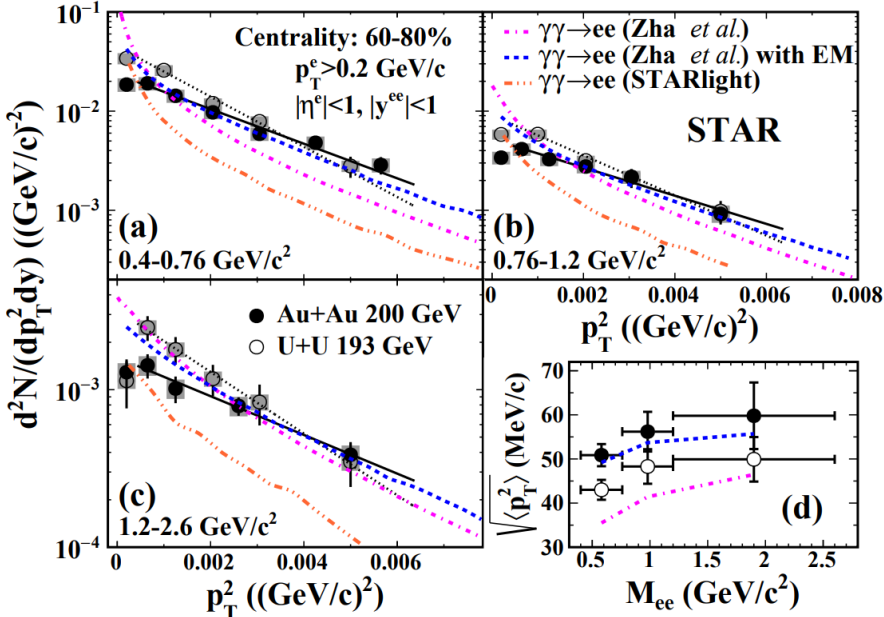 d²N/(dp_T²dy) ((GeV/c)⁻²)
10⁻¹
10⁻²
10⁻³
Centrality: 60-80%
p_T^e>0.2 GeV/c
|η^e|<1, |y^ee|<1
(a)
0.4-0.76 GeV/c²
γγ→ee (Zha et al.)
γγ→ee (Zha et al.) with EM
γγ→ee (STARlight)
STAR
(b)
0.76-1.2 GeV/c²
0 0.002 0.004 0.006 0.008
p_T² ((GeV/c)²)
10⁻³
10⁻⁴
Au+Au 200 GeV
U+U 193 GeV
(c)
1.2-2.6 GeV/c²
0 0.002 0.004 0.006
p_T² ((GeV/c)²)
√⟨p_T²⟩ (MeV/c)
70
60
50
40
30
(d)
0.5 1 1.5 2 2.5
M_ee (GeV/c²)